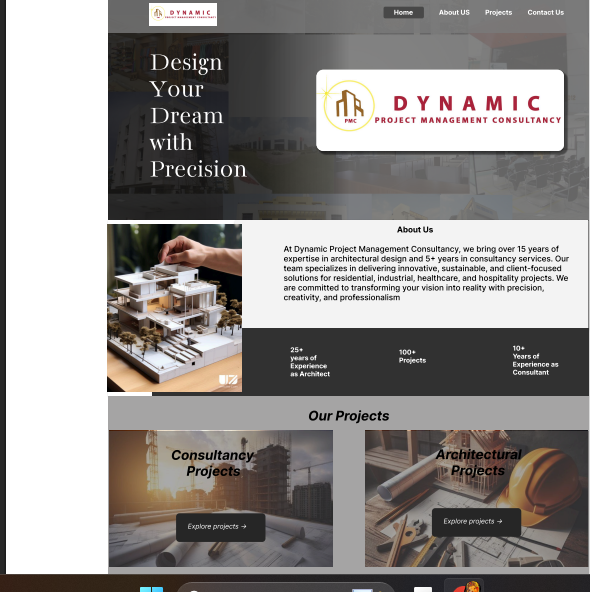 DYNAMIC
PROJECT MANAGEMENT CONSULTANCY
Home
About US
Projects
Contact Us
Design
Your
Dream
with
Precision
PMC
DYNAMIC
PROJECT MANAGEMENT CONSULTANCY
About Us
At Dynamic Project Management Consultancy, we bring over 15 years of
expertise in architectural design and 5+ years in consultancy services. Our
team specializes in delivering innovative, sustainable, and client-focused
solutions for residential, industrial, healthcare, and hospitality projects. We
are committed to transforming your vision into reality with precision,
creativity, and professionalism
25+
years of
Experience
as Architect
100+
Projects
10+
Years of
Experience as
Consultant
Our Projects
Consultancy
Projects
Explore projects →
Architectural
Projects
Explore projects →